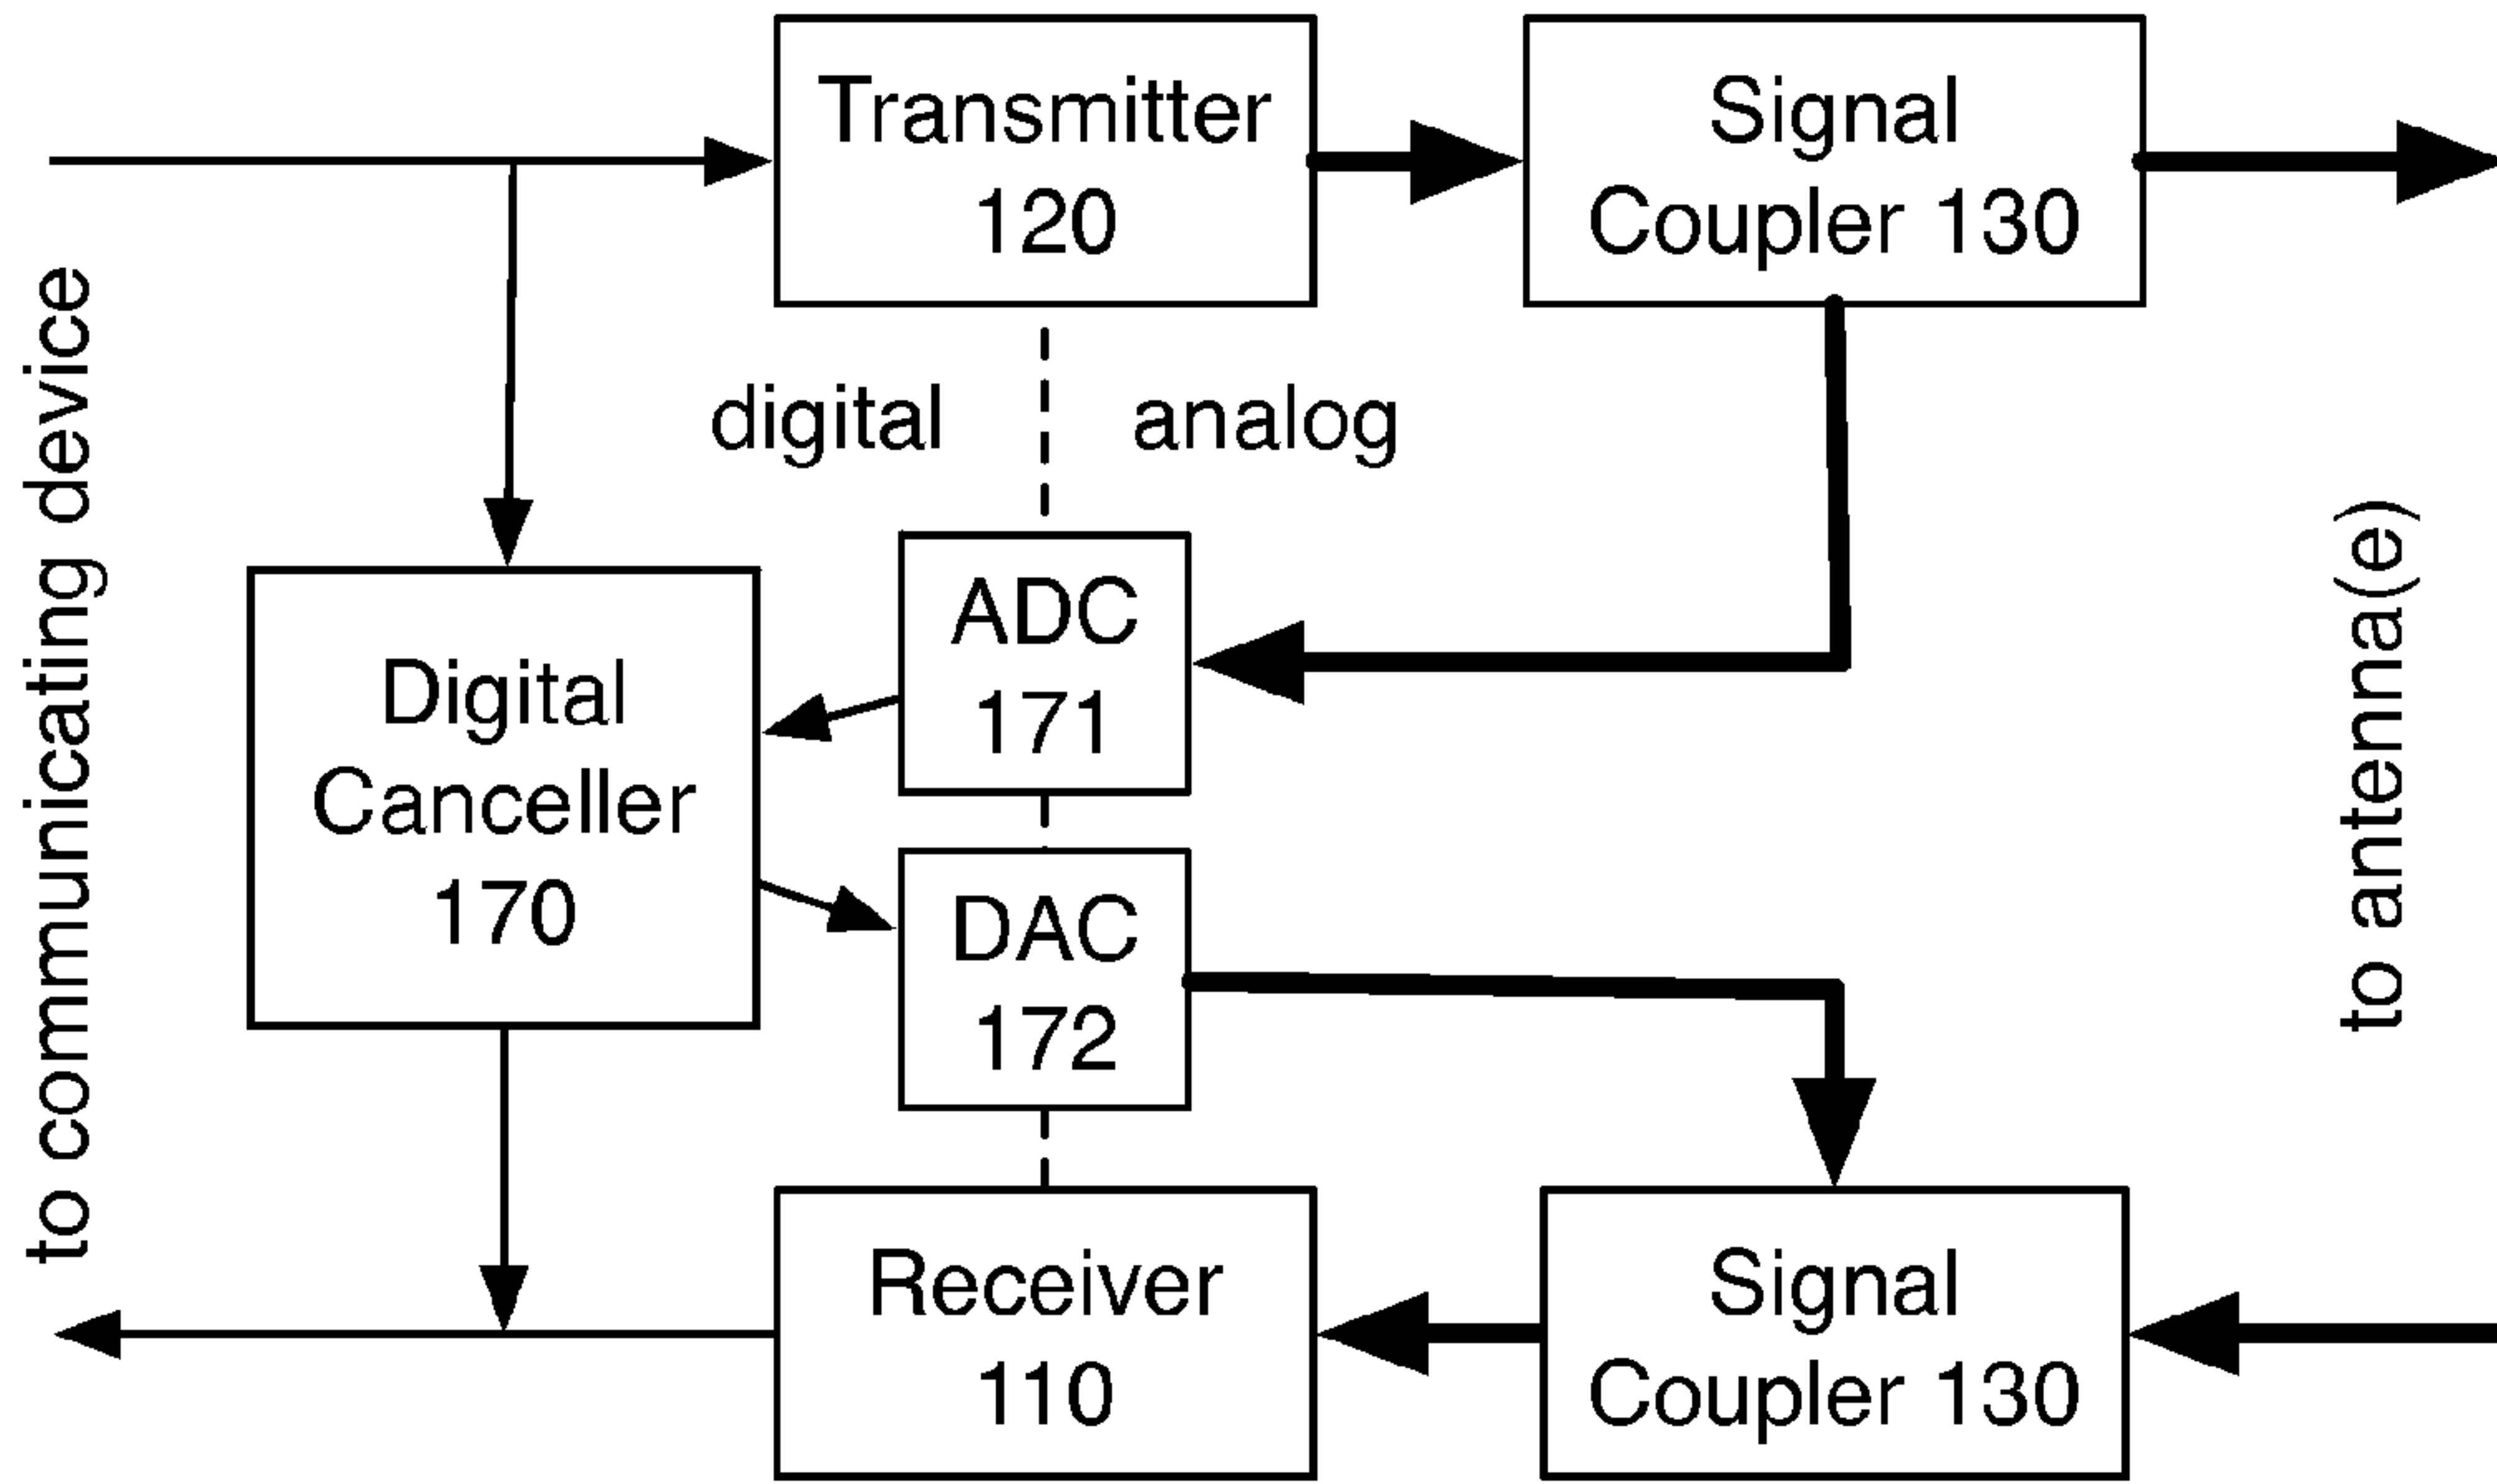 Transmitter
120
Signal
Coupler 130
to communicating device
digital
analog
ADC
171
Digital
Canceller
170
DAC
172
to antenna(e)
Receiver
110
Signal
Coupler 130